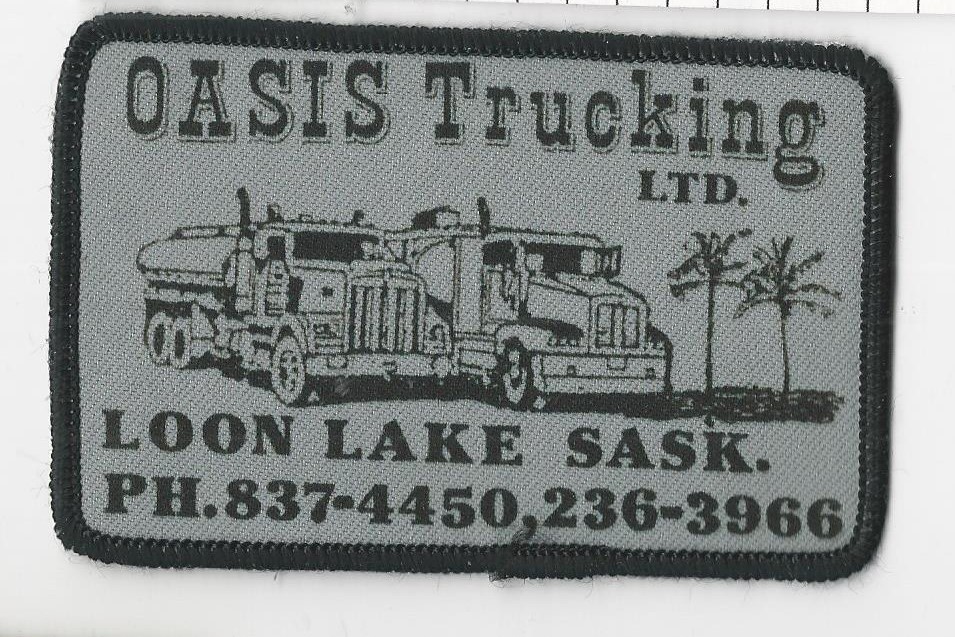 OASIS Trucking
LTD.
LOON LAKE SASK.
PH.837-4450,236-3966